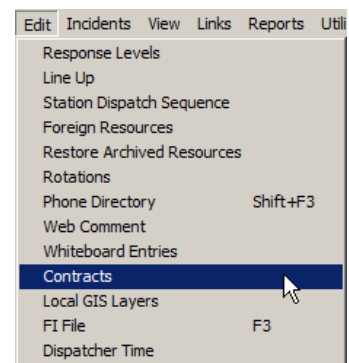 Edit Incidents View Links Reports Utili
Response Levels
Line Up
Station Dispatch Sequence
Foreign Resources
Restore Archived Resources
Rotations
Phone Directory Shift+F3
Web Comment
Whiteboard Entries
Contracts
Local GIS Layers
FI File F3
Dispatcher Time